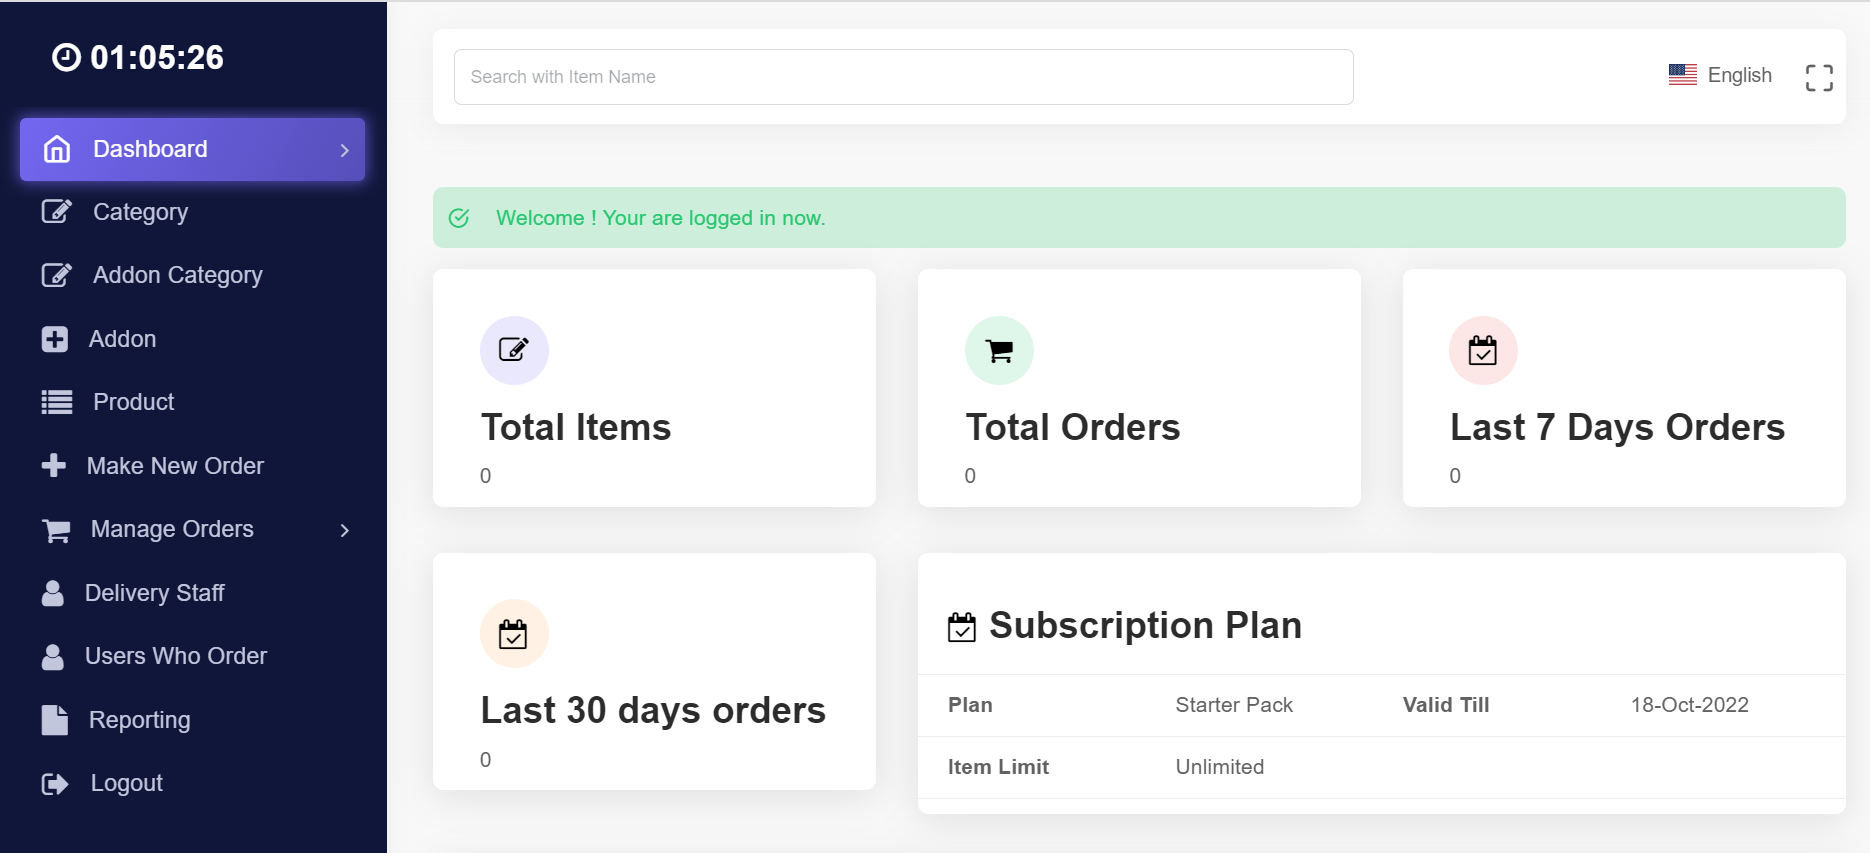 01:05:26
Dashboard
Category
Addon Category
Addon
Product
Make New Order
Manage Orders
Delivery Staff
Users Who Order
Reporting
Logout
Search with Item Name
English
Welcome ! Your are logged in now.
Total Items
0
Total Orders
0
Last 7 Days Orders
0
Last 30 days orders
0
Subscription Plan
Plan Starter Pack Valid Till 18-Oct-2022
Item Limit Unlimited